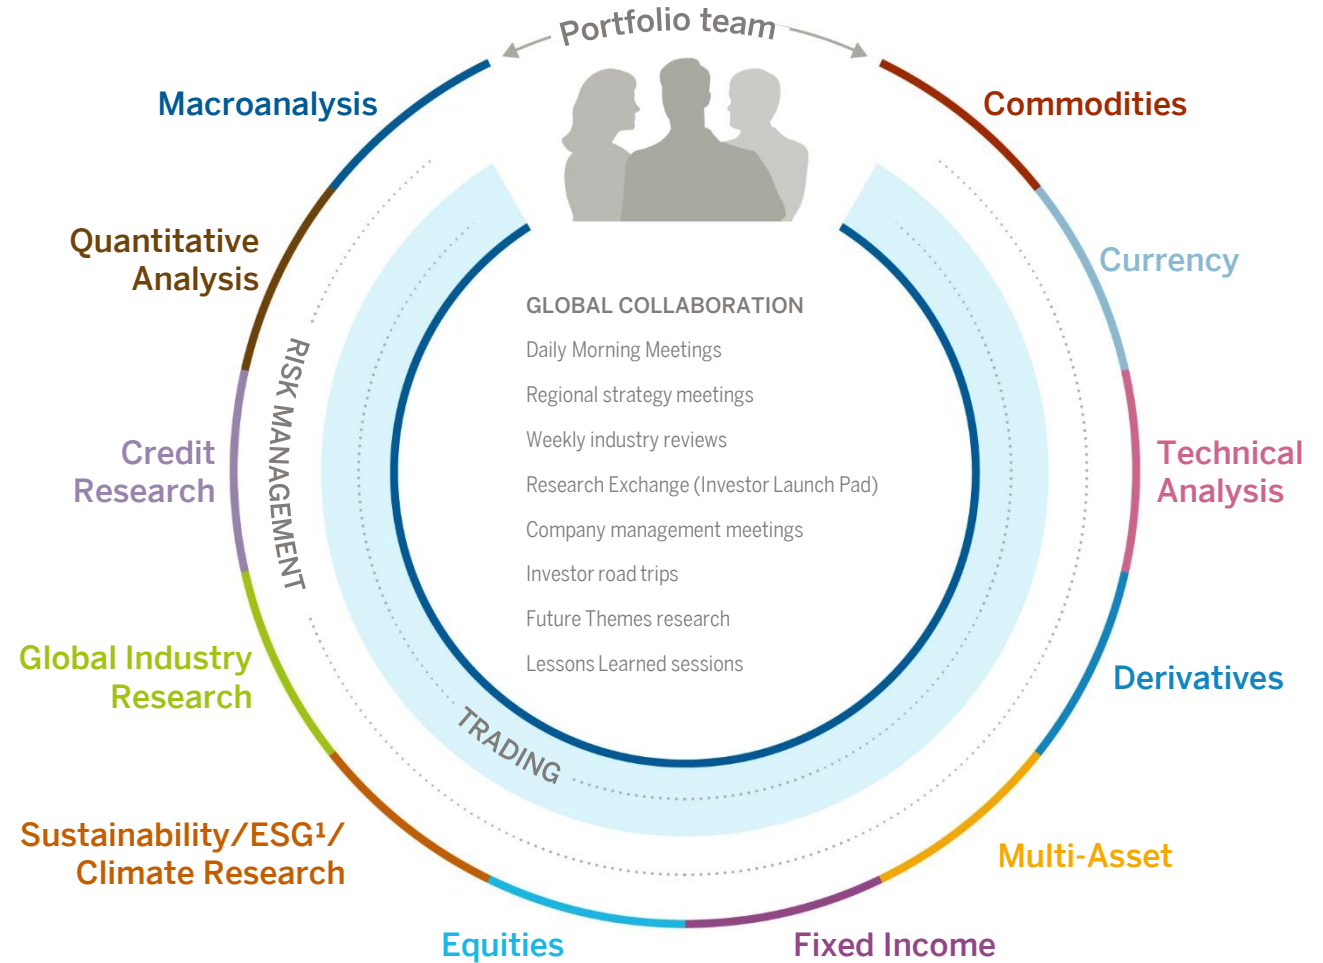 Portfolio team
Macroanalysis
Commodities
Quantitative
Analysis
Currency
GLOBAL COLLABORATION
Daily Morning Meetings
Regional strategy meetings
Weekly industry reviews
Research Exchange (Investor Launch Pad)
Company management meetings
Investor road trips
Future Themes research
Lessons Learned sessions
RISK MANAGEMENT
Credit
Research
Technical
Analysis
Global Industry
Research
Derivatives
TRADING
Sustainability/ESG¹/
Climate Research
Multi-Asset
Equities
Fixed Income